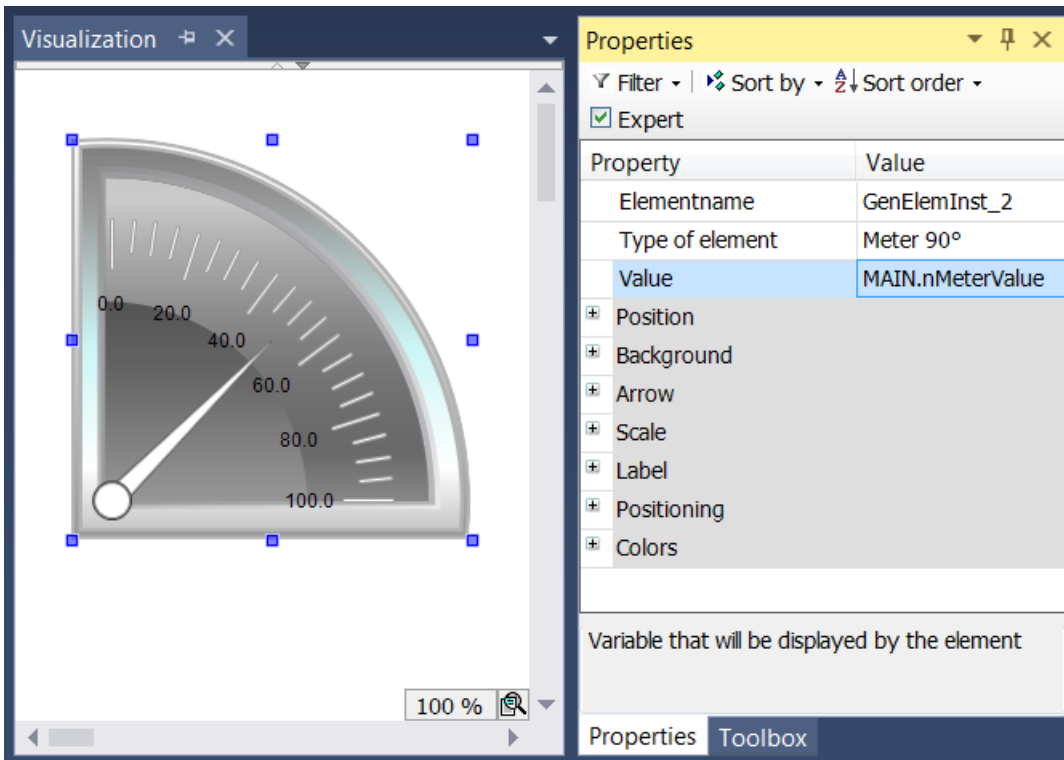 Visualization
0.0
20.0
40.0
60.0
80.0
100.0
100 %
Properties
Filter Sort by Sort order
Expert
Property Value
Elementname GenElemInst_2
Type of element Meter 90°
Value MAIN.nMeterValue
Position
Background
Arrow
Scale
Label
Positioning
Colors
Variable that will be displayed by the element
Properties Toolbox